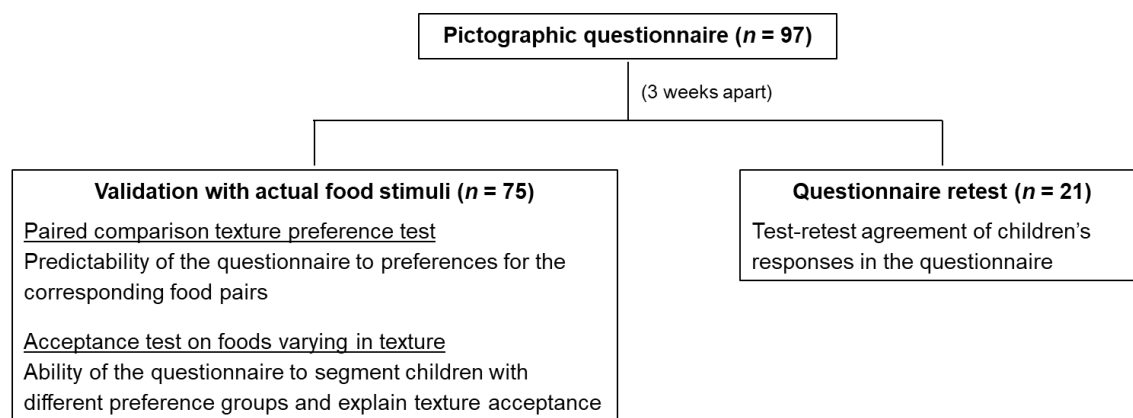 Pictographic questionnaire (n = 97)
(3 weeks apart)
Validation with actual food stimuli (n = 75)
Paired comparison texture preference test
Predictability of the questionnaire to preferences for the
corresponding food pairs
Acceptance test on foods varying in texture
Ability of the questionnaire to segment children with
different preference groups and explain texture acceptance
Questionnaire retest (n = 21)
Test-retest agreement of children’s
responses in the questionnaire